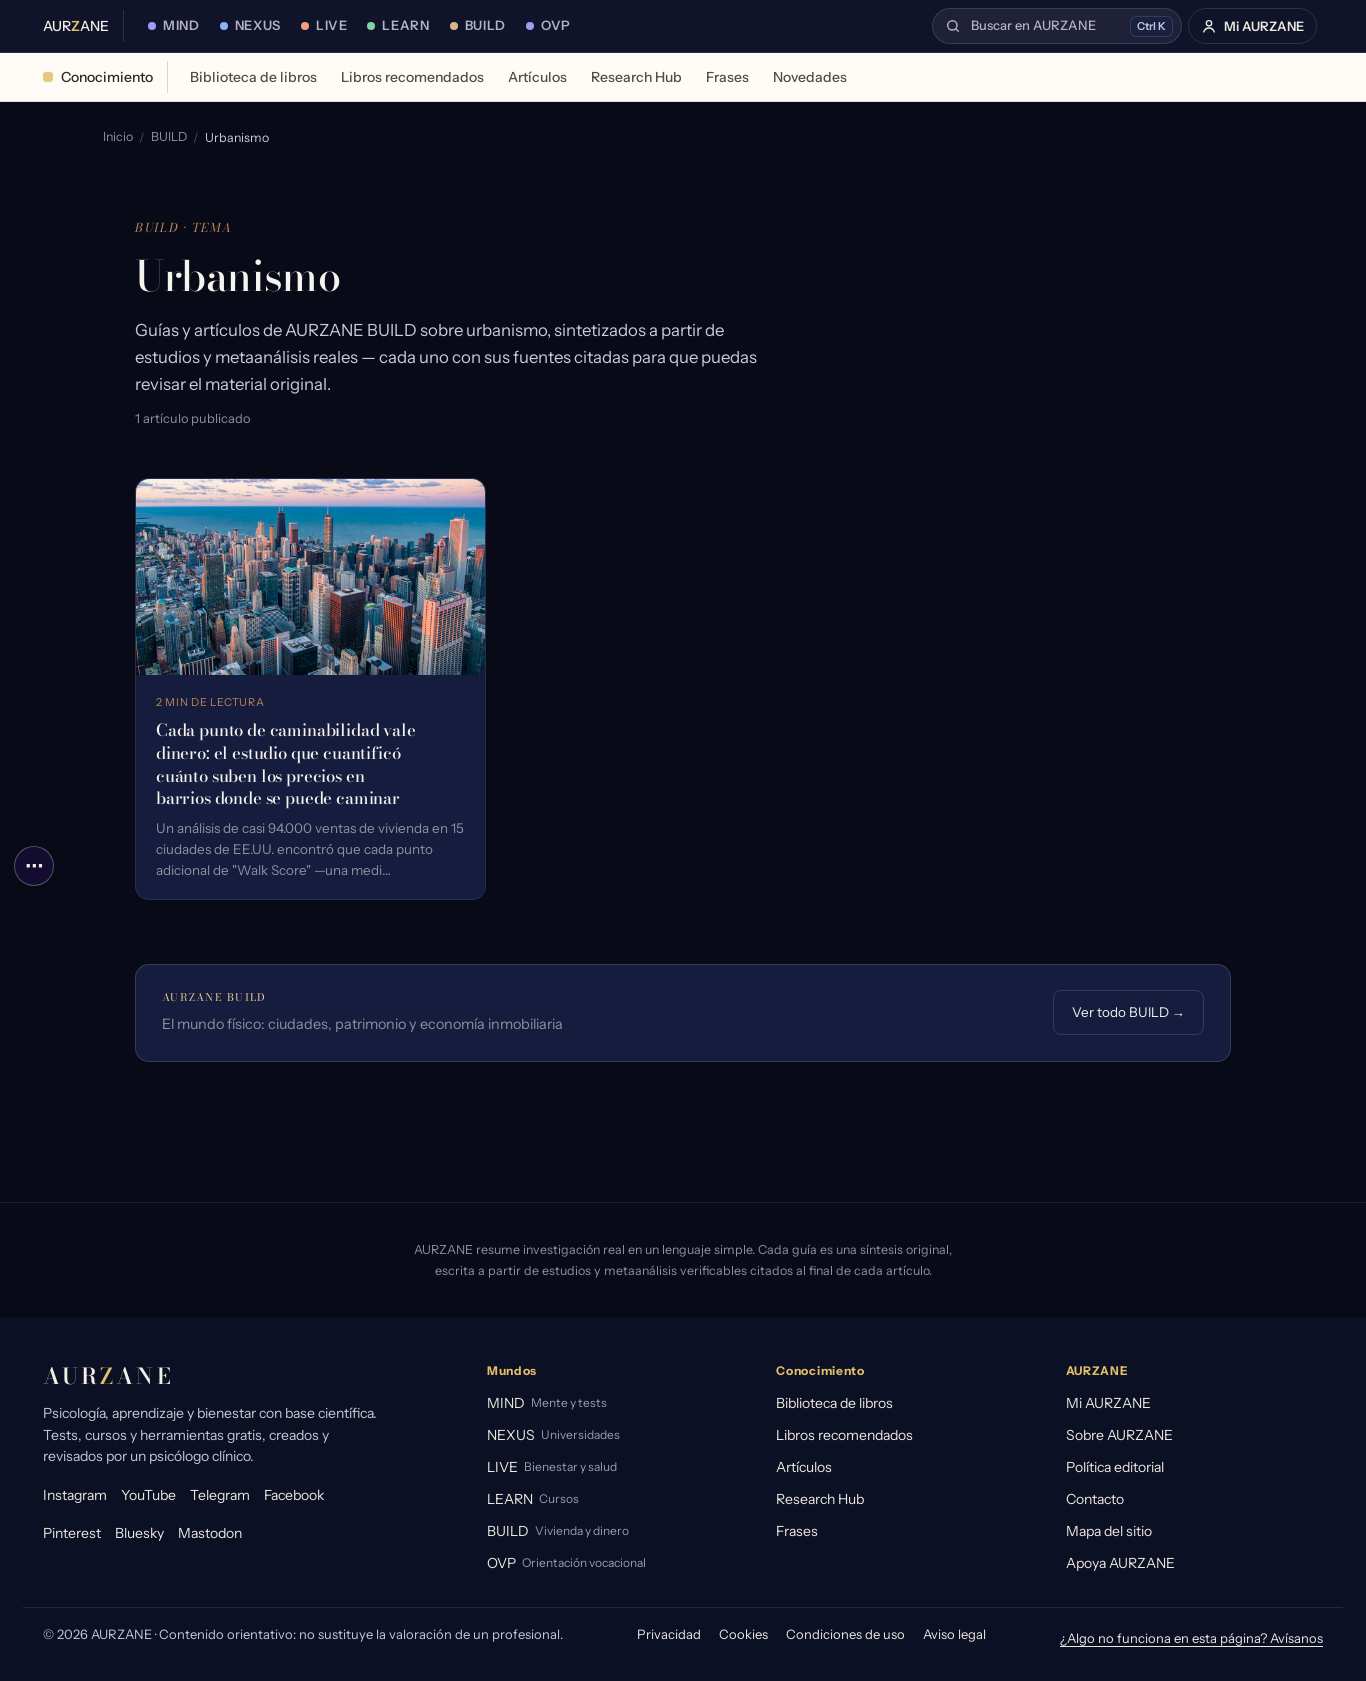 AURZANE
MIND
NEXUS
LIVE
LEARN
BUILD
OVP
Buscar en AURZANE
Ctrl K
Mi AURZANE
Conocimiento
Biblioteca de libros
Libros recomendados
Artículos
Research Hub
Frases
Novedades
Inicio / BUILD / Urbanismo
BUILD · TEMA
Urbanismo
Guías y artículos de AURZANE BUILD sobre urbanismo, sintetizados a partir de
estudios y metaanálisis reales — cada uno con sus fuentes citadas para que puedas
revisar el material original.
1 artículo publicado
2 MIN DE LECTURA
Cada punto de caminabilidad vale
dinero: el estudio que cuantificó
cuánto suben los precios en
barrios donde se puede caminar
Un análisis de casi 94.000 ventas de vivienda en 15
ciudades de EE.UU. encontró que cada punto
adicional de "Walk Score" —una medi...
AURZANE BUILD
El mundo físico: ciudades, patrimonio y economía inmobiliaria
Ver todo BUILD →
AURZANE resume investigación real en un lenguaje simple. Cada guía es una síntesis original,
escrita a partir de estudios y metaanálisis verificables citados al final de cada artículo.
AURZANE
Psicología, aprendizaje y bienestar con base científica.
Tests, cursos y herramientas gratis, creados y
revisados por un psicólogo clínico.
Instagram YouTube Telegram Facebook
Pinterest Bluesky Mastodon
Mundos
MIND Mente y tests
NEXUS Universidades
LIVE Bienestar y salud
LEARN Cursos
BUILD Vivienda y dinero
OVP Orientación vocacional
Conocimiento
Biblioteca de libros
Libros recomendados
Artículos
Research Hub
Frases
AURZANE
Mi AURZANE
Sobre AURZANE
Política editorial
Contacto
Mapa del sitio
Apoya AURZANE
© 2026 AURZANE · Contenido orientativo: no sustituye la valoración de un profesional.
Privacidad Cookies Condiciones de uso Aviso legal
¿Algo no funciona en esta página? Avísanos